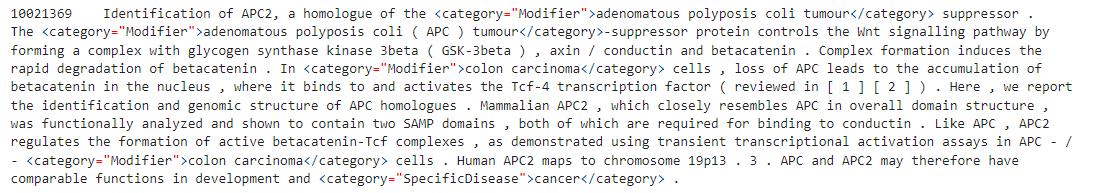 10021369    Identification of APC2, a homologue of the <category="Modifier">adenomatous polyposis coli tumour</category> suppressor .
The <category="Modifier">adenomatous polyposis coli ( APC ) tumour</category>-suppressor protein controls the Wnt signalling pathway by
forming a complex with glycogen synthase kinase 3beta ( GSK-3beta ) , axin / conductin and betacatenin . Complex formation induces the
rapid degradation of betacatenin . In <category="Modifier">colon carcinoma</category> cells , loss of APC leads to the accumulation of
betacatenin in the nucleus , where it binds to and activates the Tcf-4 transcription factor ( reviewed in [ 1 ] [ 2 ] ) . Here , we report
the identification and genomic structure of APC homologues . Mammalian APC2 , which closely resembles APC in overall domain structure ,
was functionally analyzed and shown to contain two SAMP domains , both of which are required for binding to conductin . Like APC , APC2
regulates the formation of active betacatenin-Tcf complexes , as demonstrated using transient transcriptional activation assays in APC - /
- <category="Modifier">colon carcinoma</category> cells . Human APC2 maps to chromosome 19p13 . 3 . APC and APC2 may therefore have
comparable functions in development and <category="SpecificDisease">cancer</category> .